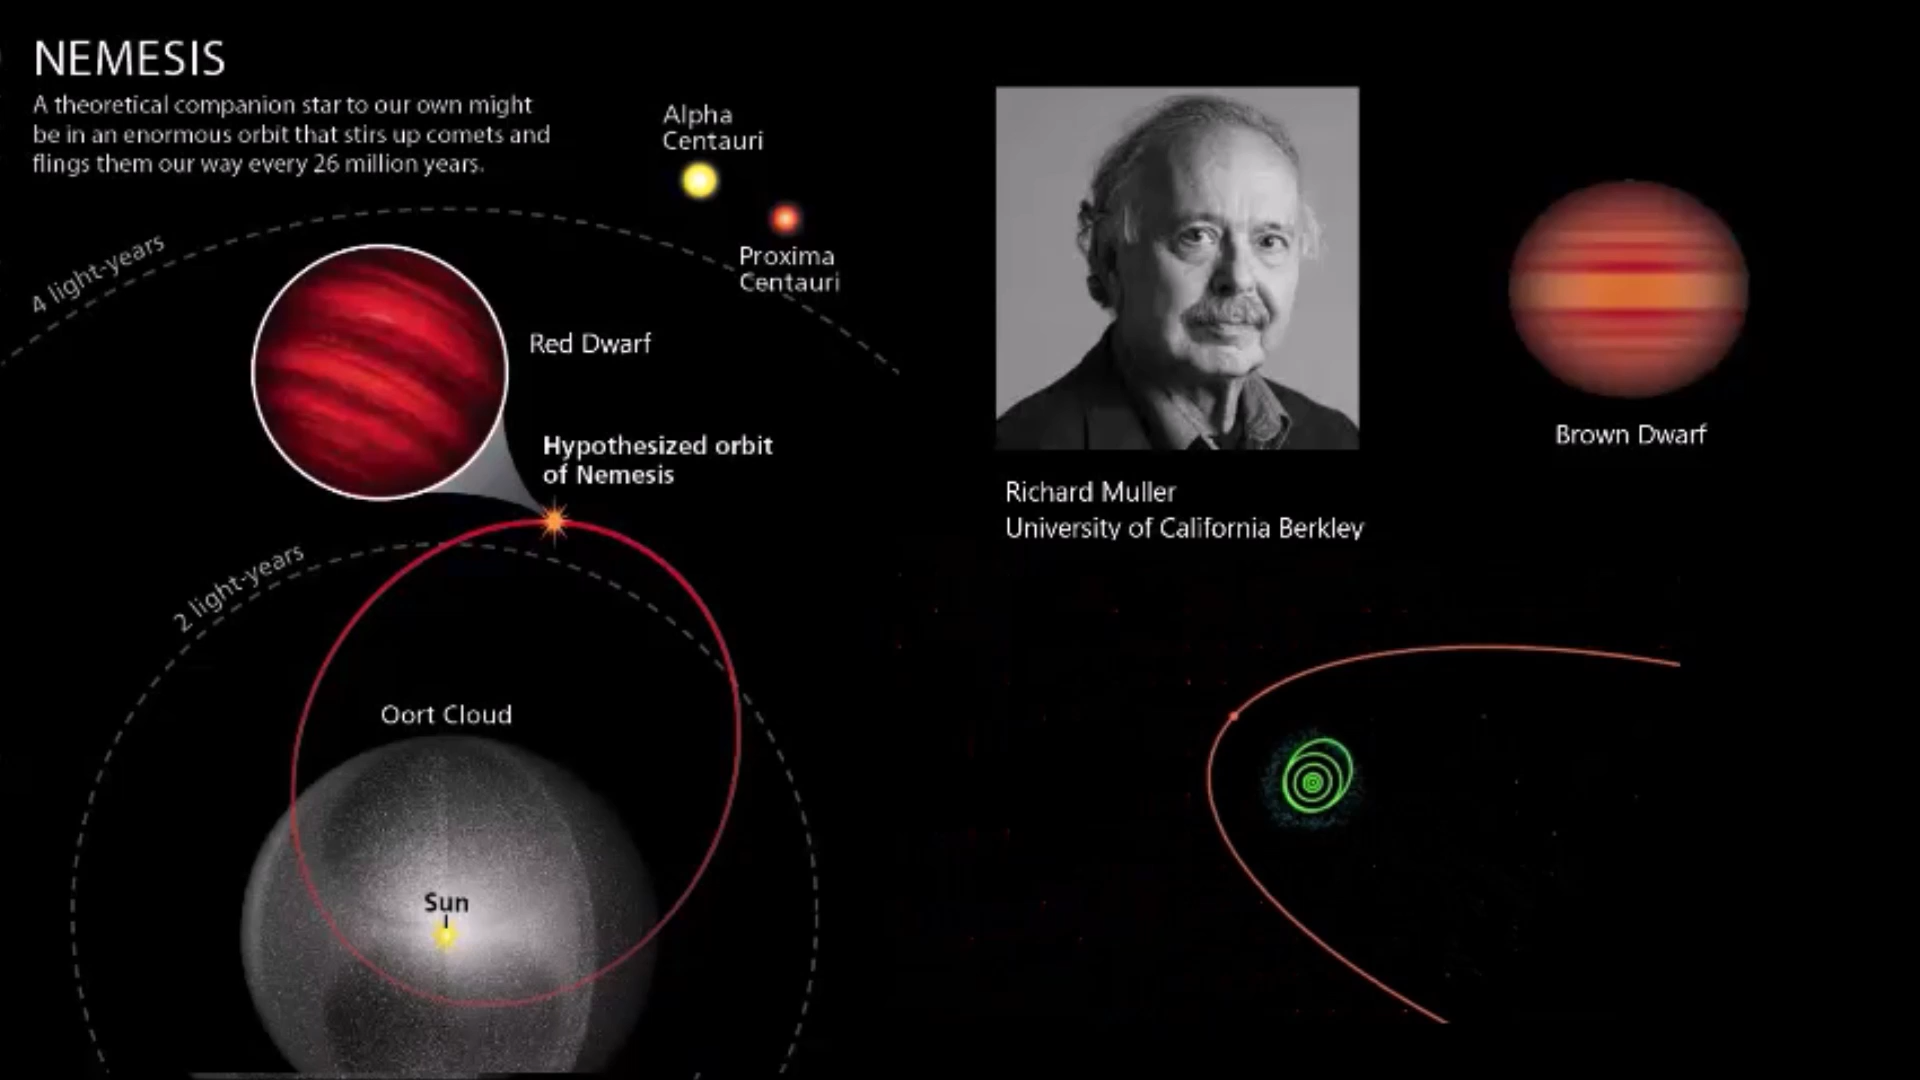 NEMESIS
A theoretical companion star to our own might
be in an enormous orbit that stirs up comets and
flings them our way every 26 million years.
Alpha
Centauri
Proxima
Centauri
4 light-years
Red Dwarf
Hypothesized orbit
of Nemesis
2 light-years
Oort Cloud
Sun
Richard Muller
University of California Berkley
Brown Dwarf